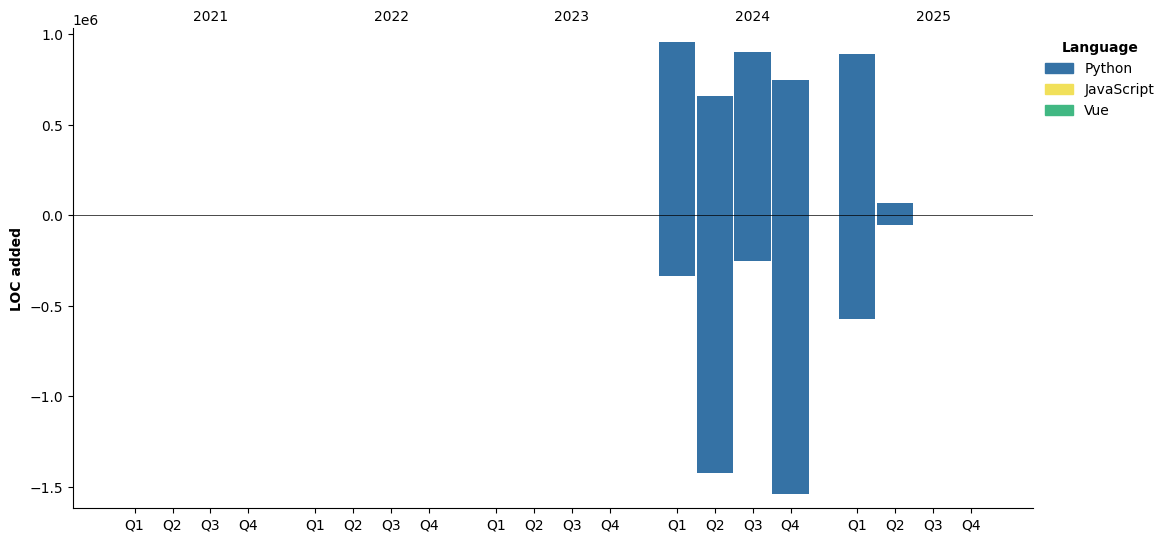 1e6
2021 2022 2023 2024 2025
1.0
0.5
0.0
−0.5
−1.0
−1.5
LOC added
Q1 Q2 Q3 Q4 Q1 Q2 Q3 Q4 Q1 Q2 Q3 Q4 Q1 Q2 Q3 Q4 Q1 Q2 Q3 Q4
Language
Python
JavaScript
Vue